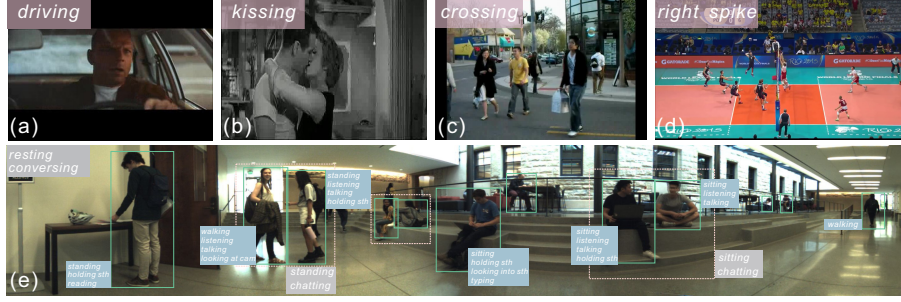 driving
kissing
crossing
right spike
(a)
(b)
(c)
(d)
GATORADE
GATORADE
resting
conversing
standing
holding sth
reading
walking
listening
talking
looking at cam
standing
listening
talking
holding sth
standing
chatting
sitting
holding sth
looking into sth
typing
sitting
listening
talking
holding sth
sitting
listening
talking
sitting
chatting
walking
(e)